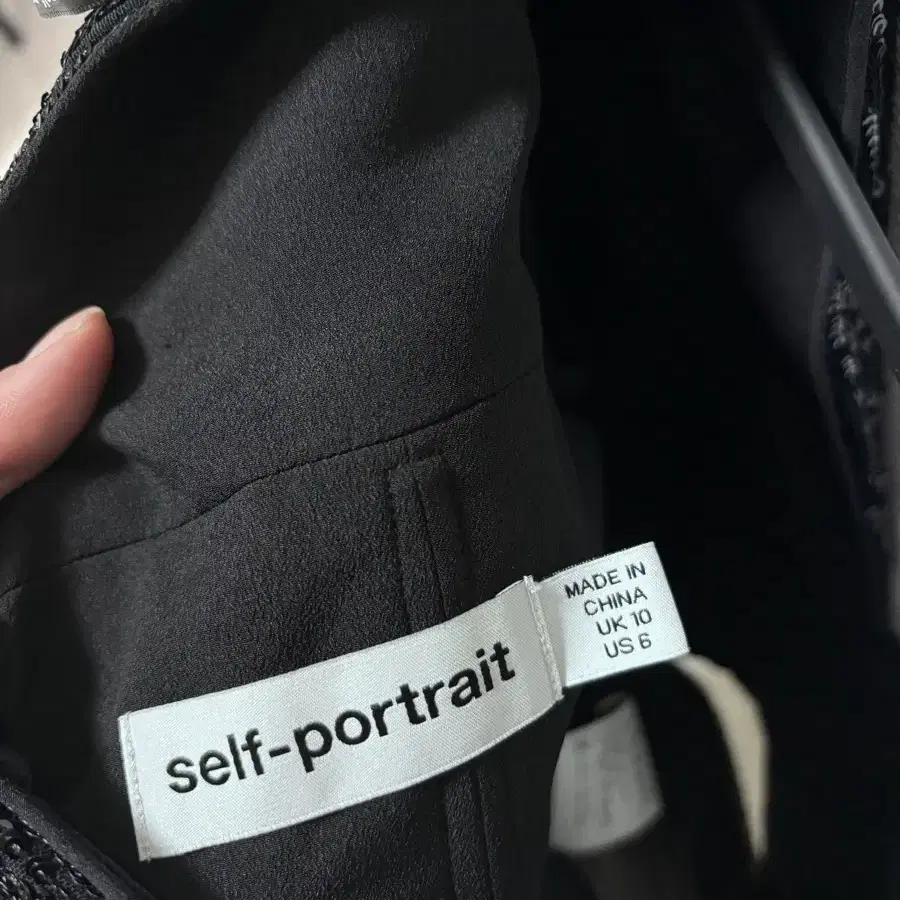 self-portrait
MADE IN
CHINA
UK 10
US 6